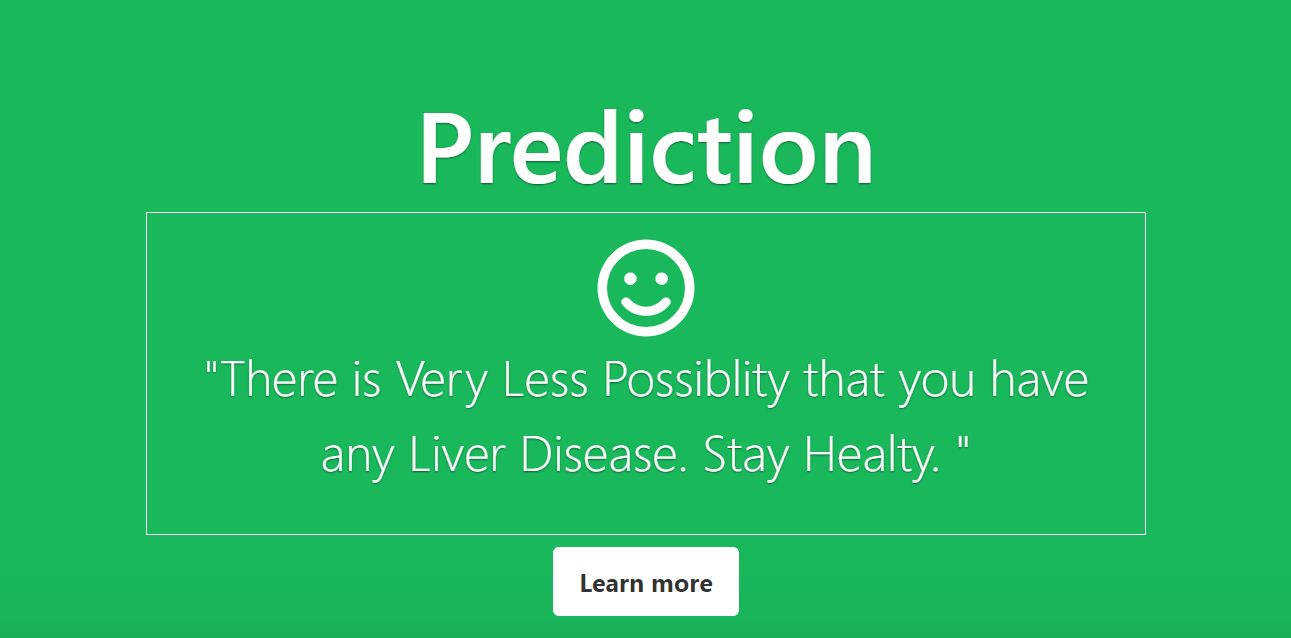 Prediction
"There is Very Less Possiblity that you have
any Liver Disease. Stay Healty. "
Learn more